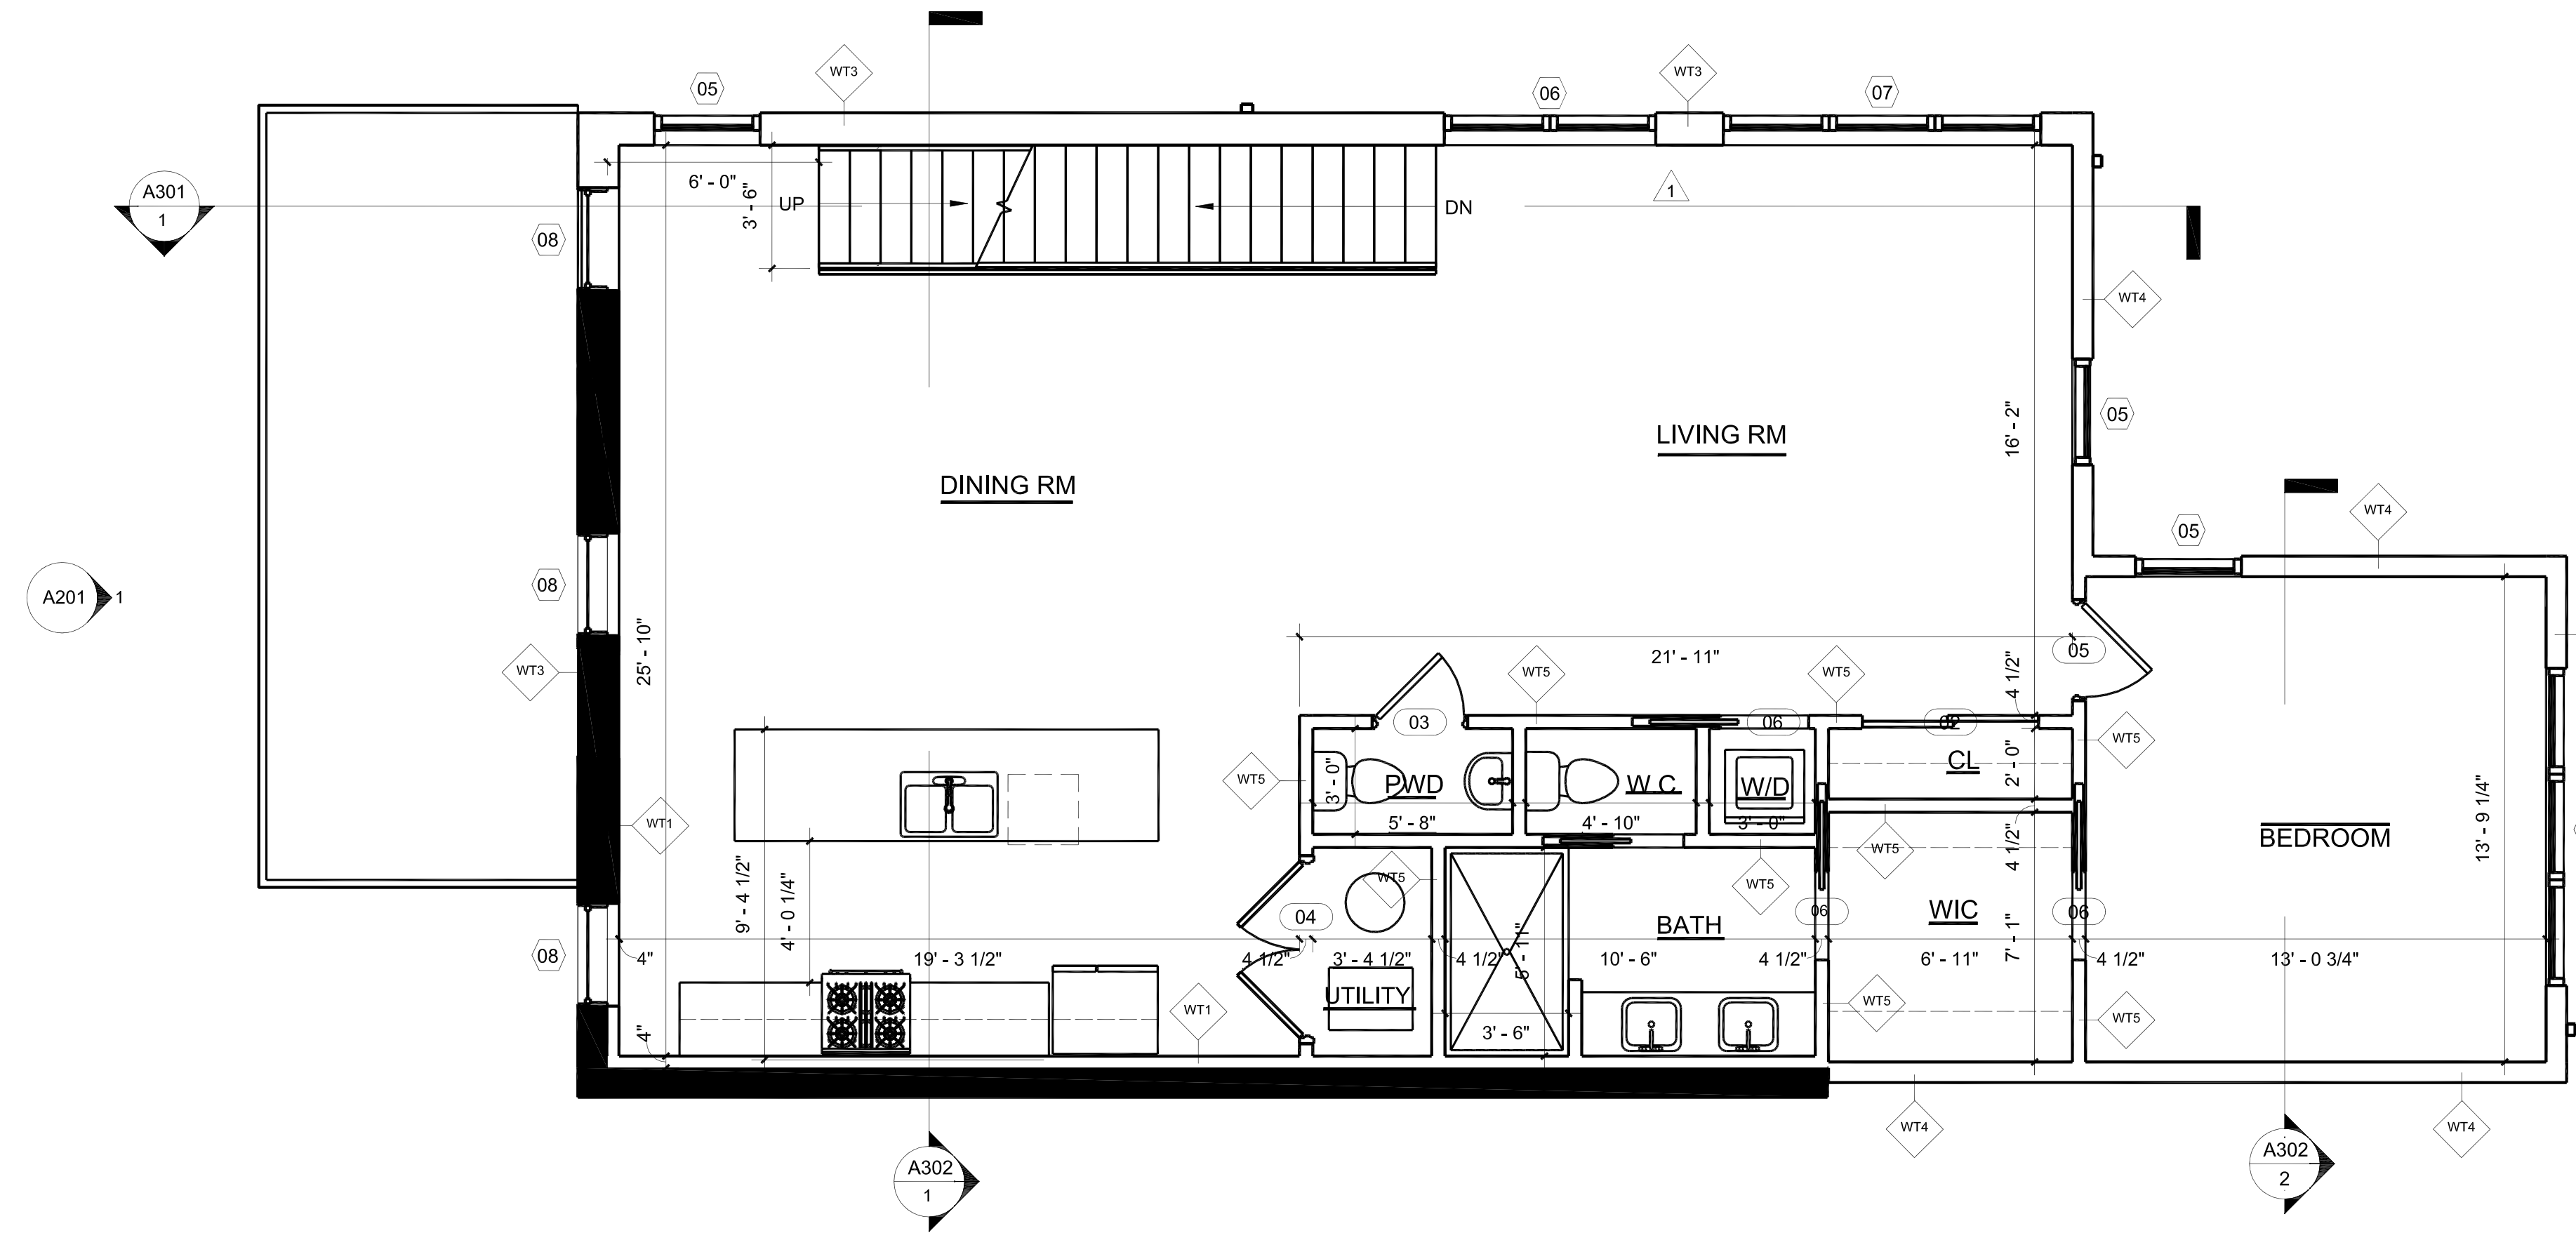 WT3
WT3
05
06
07
A301
1
6' - 0"
3' - 6"
UP
DN
1
08
WT4
05
16' - 2"
LIVING RM
DINING RM
WT4
05
A201
1
08
25' - 10"
WT3
21' - 11"
05
WT5
WT5
4 1/2"
03
06
02
WT5
WT5
3' - 0"
PWD
W.C
W/D
CL
2' - 0"
5' - 8"
4' - 10"
3' - 0"
WT1
4 1/2"
BEDROOM
13' - 9 1/4"
9' - 4 1/2"
4' - 0 1/4"
WT5
WT5
WT5
04
06
06
BATH
WIC
7' - 1"
08
4"
19' - 3 1/2"
4 1/2"
3' - 4 1/2"
4 1/2"
5' - 11"
10' - 6"
4 1/2"
6' - 11"
4 1/2"
13' - 0 3/4"
UTILITY
WT1
WT5
WT5
4"
3' - 6"
WT4
WT4
A302
1
A302
2